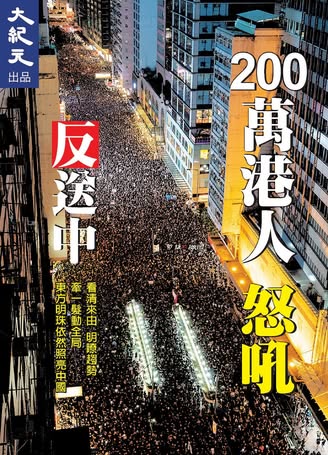 大紀元
出品
200
萬港人
怒吼
反送中
看清來田、明瞭趨勢
牽一髮動全局
東方明珠依然照亮中國